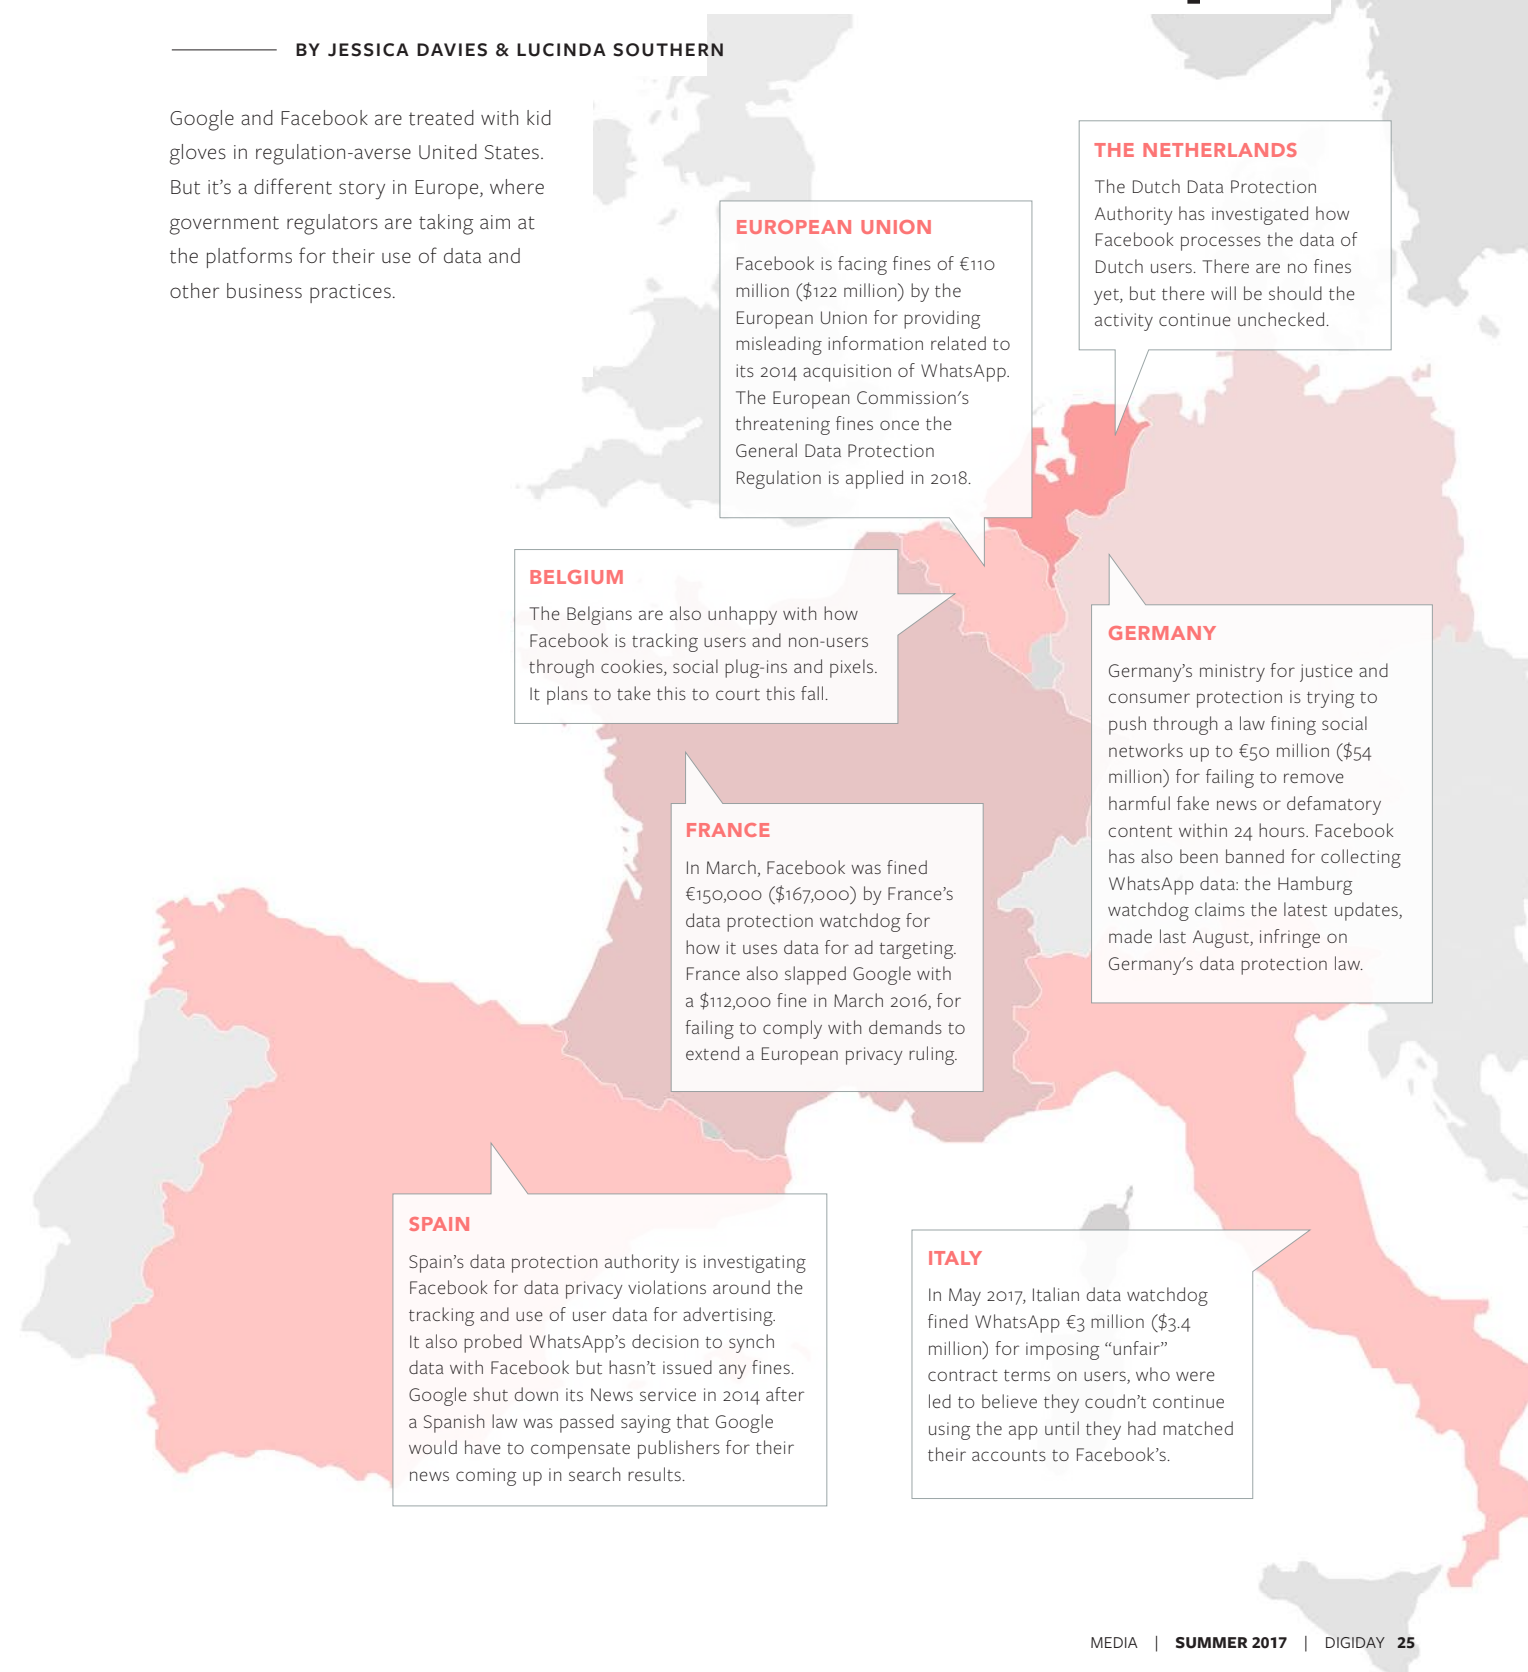 BY JESSICA DAVIES & LUCINDA SOUTHERN
Google and Facebook are treated with kid
gloves in regulation-averse United States.
But it's a different story in Europe, where
government regulators are taking aim at
the platforms for their use of data and
other business practices.
THE NETHERLANDS
The Dutch Data Protection
Authority has investigated how
Facebook processes the data of
Dutch users. There are no fines
yet, but there will be should the
activity continue unchecked.
EUROPEAN UNION
Facebook is facing fines of €110
million ($122 million) by the
European Union for providing
misleading information related to
its 2014 acquisition of WhatsApp.
The European Commission's
threatening fines once the
General Data Protection
Regulation is applied in 2018.
BELGIUM
The Belgians are also unhappy with how
Facebook is tracking users and non-users
through cookies, social plug-ins and pixels.
It plans to take this to court this fall.
GERMANY
Germany's ministry for justice and
consumer protection is trying to
push through a law fining social
networks up to €50 million ($54
million) for failing to remove
harmful fake news or defamatory
content within 24 hours. Facebook
has also been banned for collecting
WhatsApp data: the Hamburg
watchdog claims the latest updates,
made last August, infringe on
Germany's data protection law.
FRANCE
In March, Facebook was fined
€150,000 ($167,000) by France's
data protection watchdog for
how it uses data for ad targeting.
France also slapped Google with
a $112,000 fine in March 2016, for
failing to comply with demands to
extend a European privacy ruling.
SPAIN
Spain's data protection authority is investigating
Facebook for data privacy violations around the
tracking and use of user data for advertising.
It also probed WhatsApp's decision to synch
data with Facebook but hasn't issued any fines.
Google shut down its News service in 2014 after
a Spanish law was passed saying that Google
would have to compensate publishers for their
news coming up in search results.
ITALY
In May 2017, Italian data watchdog
fined WhatsApp €3 million ($3.4
million) for imposing “unfair”
contract terms on users, who were
led to believe they coudn't continue
using the app until they had matched
their accounts to Facebook's.
MEDIA | SUMMER 2017 | DIGIDAY 25